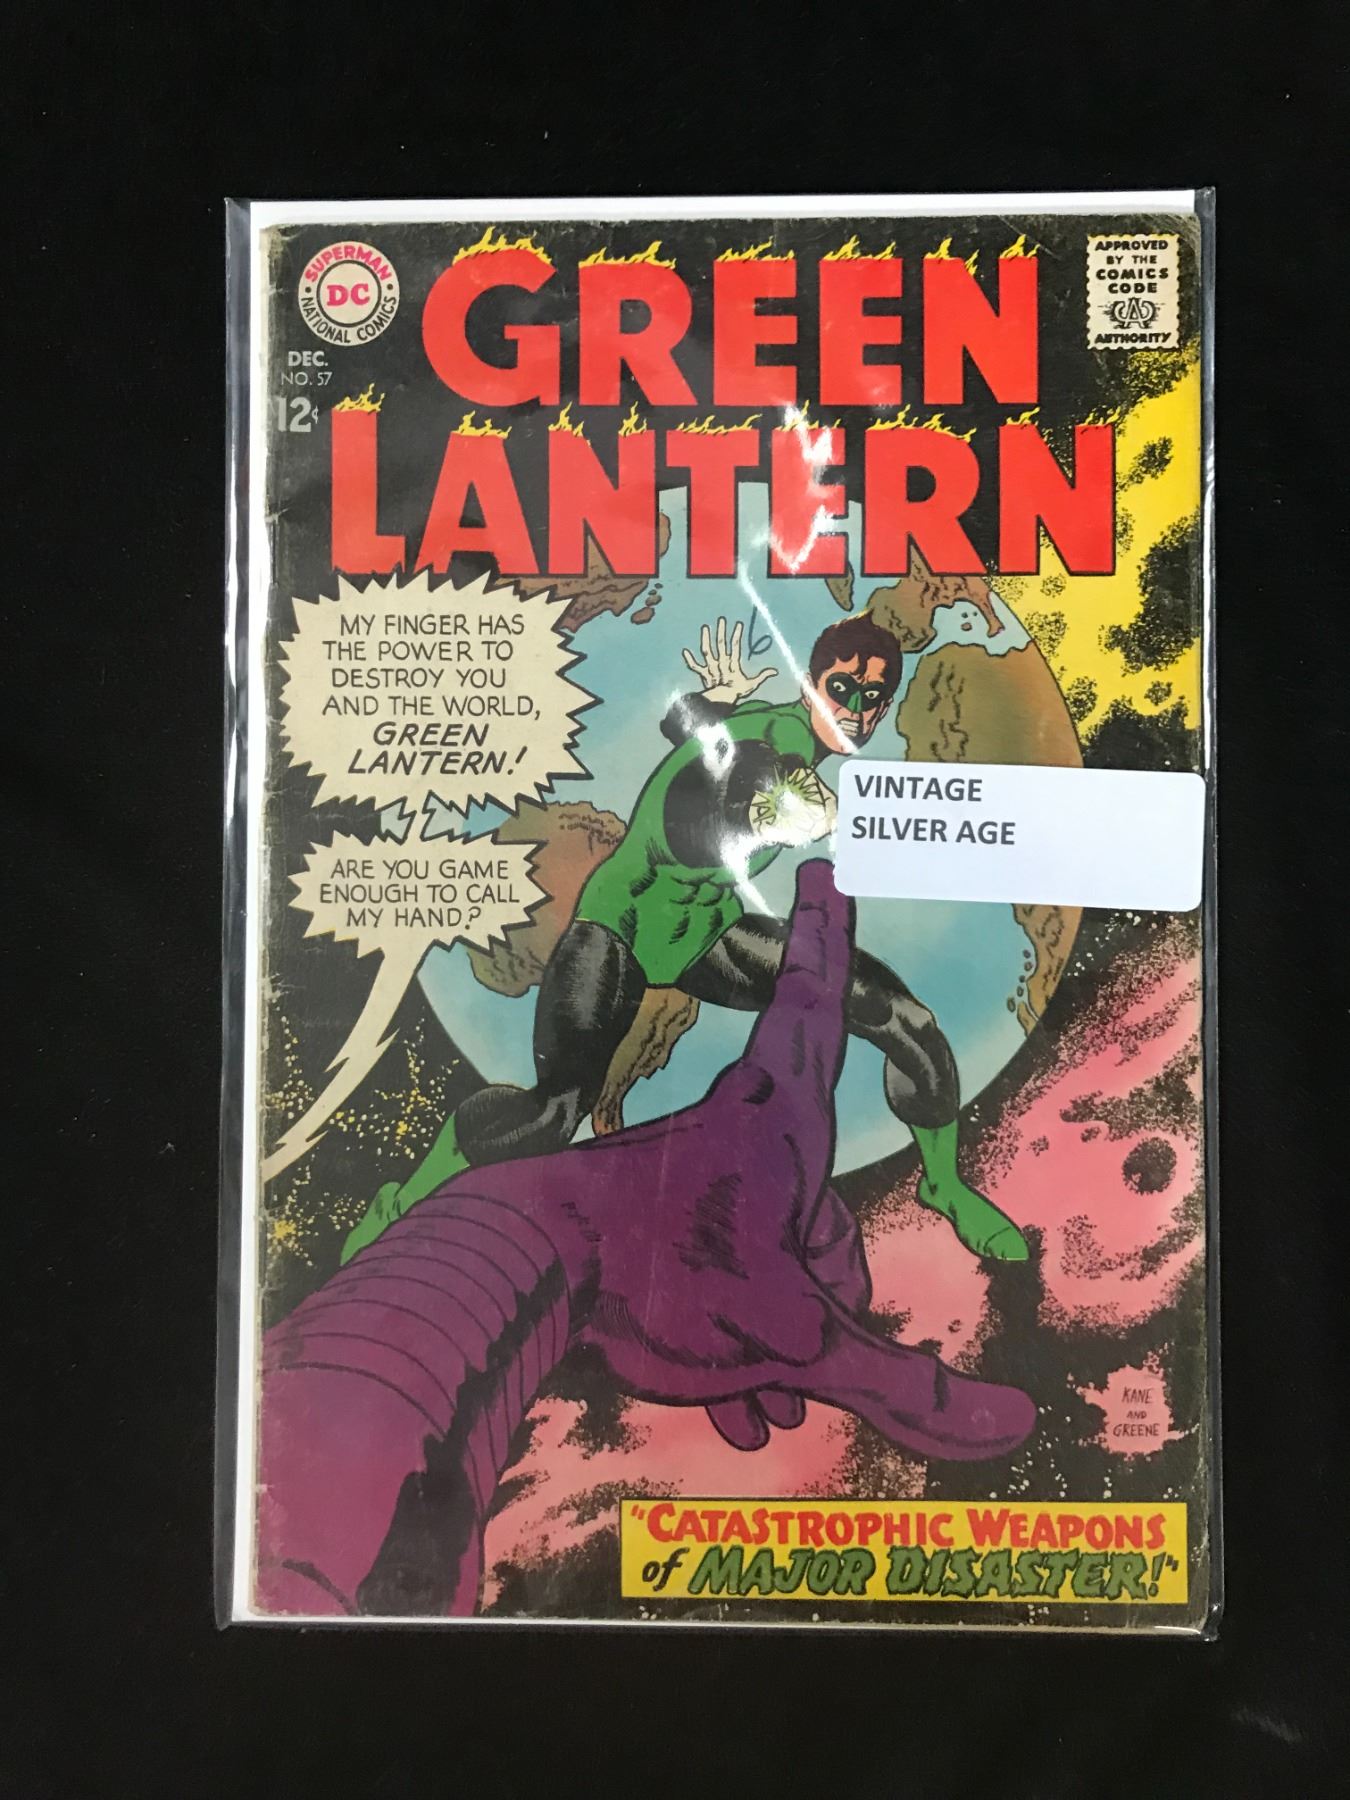 SUPERMAN
DC
NATIONAL COMICS
DEC.
NO. 57
12¢
GREEN
LANTERN
APPROVED
BY THE
COMICS
CODE
CA
AUTHORITY
MY FINGER HAS
THE POWER TO
DESTROY YOU
AND THE WORLD,
GREEN
LANTERN!
ARE YOU GAME
ENOUGH TO CALL
MY HAND?
6
VINTAGE
SILVER AGE
KANE
AND
GREENE
"CATASTROPHIC WEAPONS
of MAJOR DISASTER!"